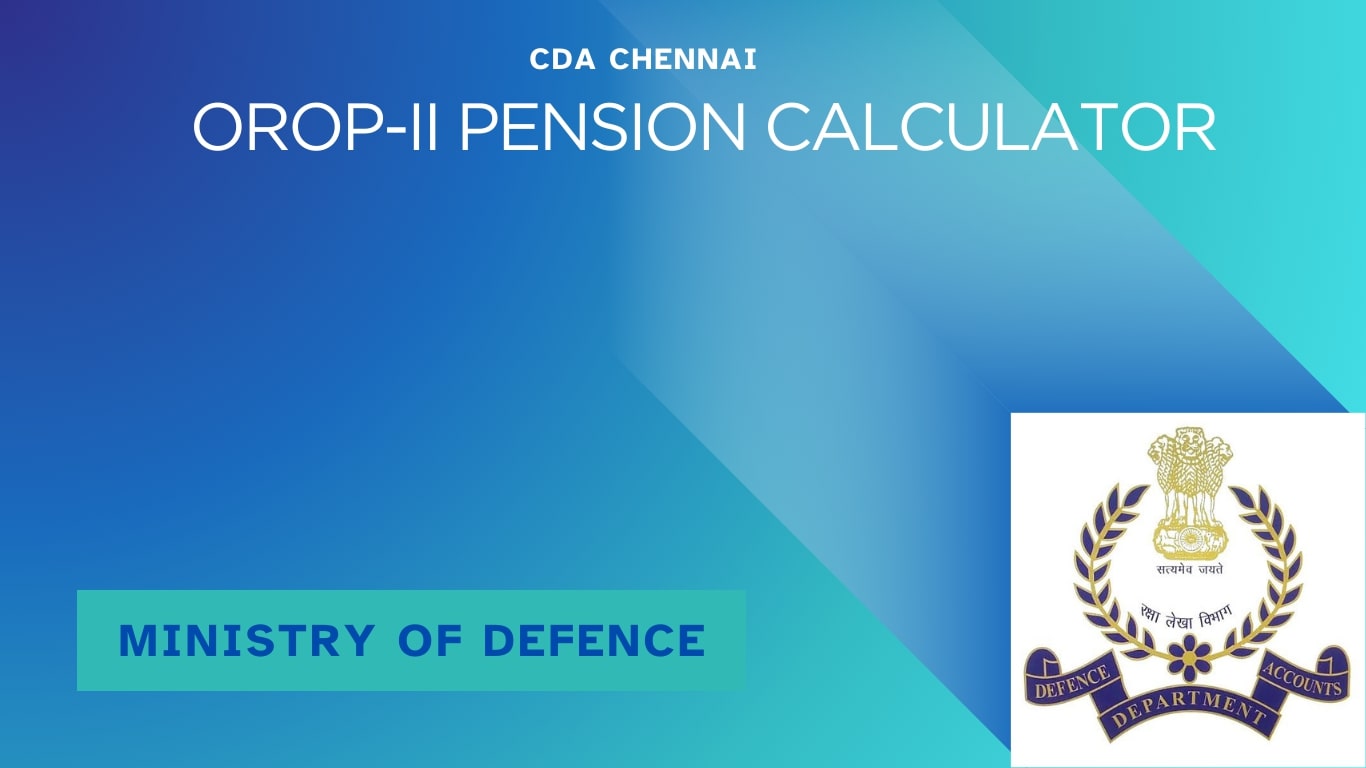 CDA CHENNAI
OROP-II PENSION CALCULATOR
MINISTRY OF DEFENCE
सत्यमेव जयते
रक्षा लेखा विभाग
DEFENCE ACCOUNTS
DEPARTMENT